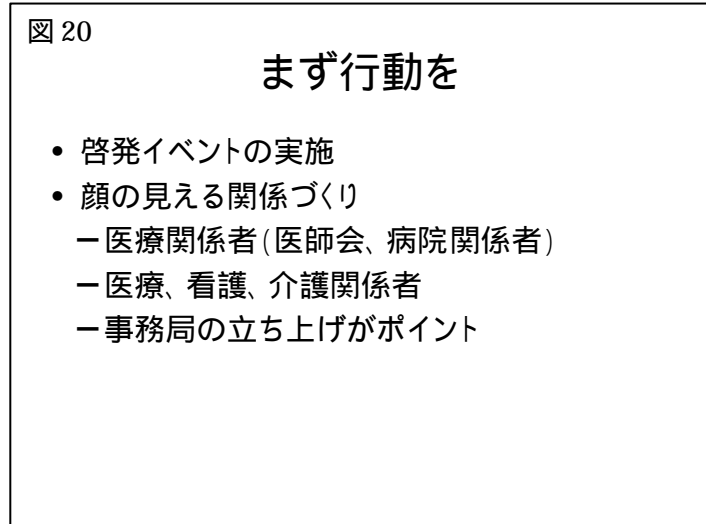 図 20
まず行動を
• 啓発イベントの実施
• 顔の見える関係づくり
ー医療関係者(医師会、病院関係者)
ー医療、看護、介護関係者
ー事務局の立ち上げがポイント